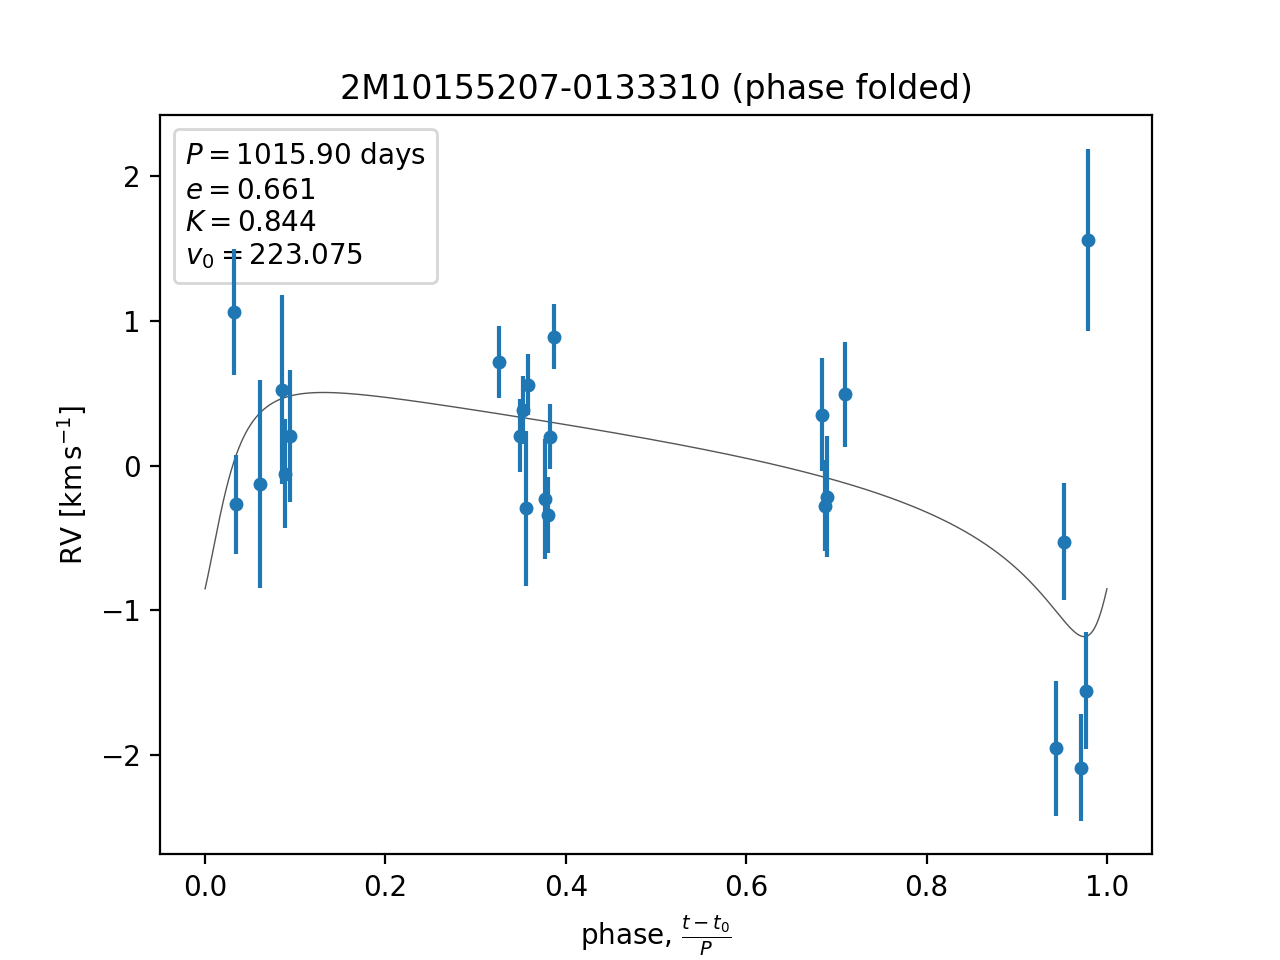 2M10155207-0133310 (phase folded)
P = 1015.90 days
e = 0.661
K = 0.844
v₀ = 223.075
RV [km s⁻¹]
2
1
0
−1
−2
0.0 0.2 0.4 0.6 0.8 1.0
phase, (t − t₀)/P